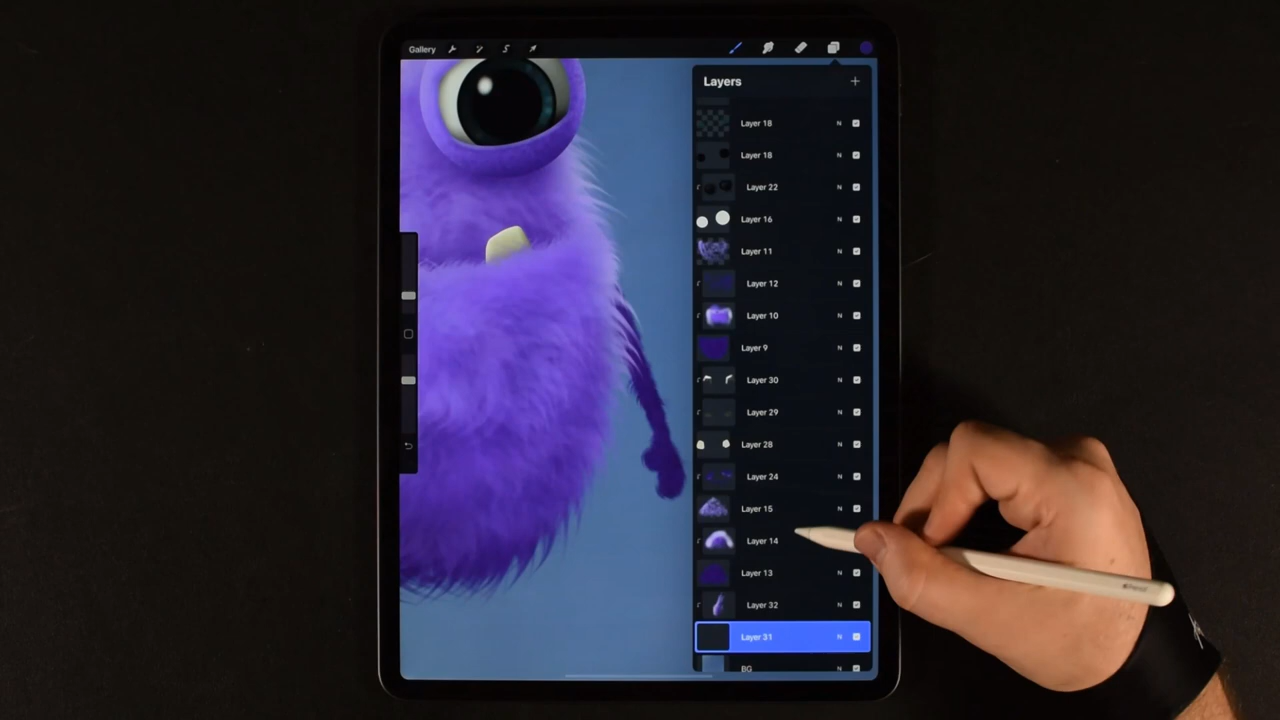 Gallery
Layers
Layer 18 N
Layer 18 N
Layer 22 N
Layer 16 N
Layer 11 N
Layer 12 N
Layer 10 N
Layer 9 N
Layer 30 N
Layer 29 N
Layer 28 N
Layer 24 N
Layer 15 N
Layer 14 N
Layer 13 N
Layer 32 N
Layer 31 N
BG N